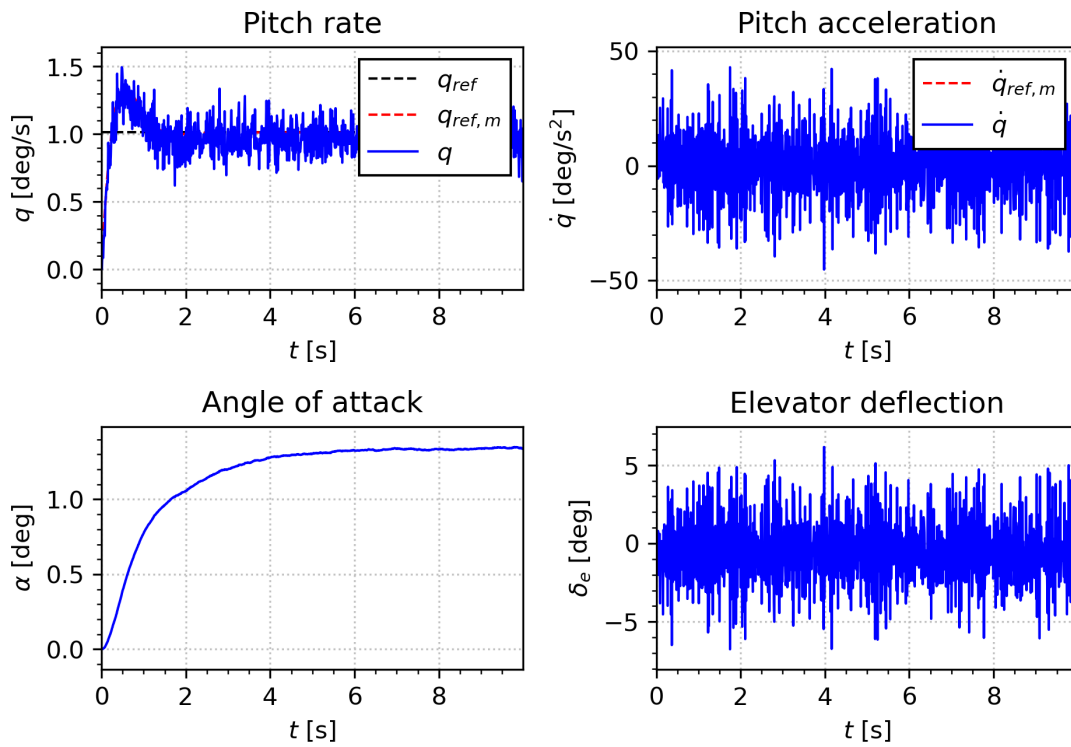 Pitch rate
q [deg/s]
1.5
1.0
0.5
0.0
q_ref
q_ref,m
q
0 2 4 6 8
t [s]
Pitch acceleration
q̇ [deg/s²]
50
0
−50
q̇_ref,m
q̇
0 2 4 6 8
t [s]
Angle of attack
α [deg]
1.0
0.5
0.0
0 2 4 6 8
t [s]
Elevator deflection
δ_e [deg]
5
0
−5
0 2 4 6 8
t [s]